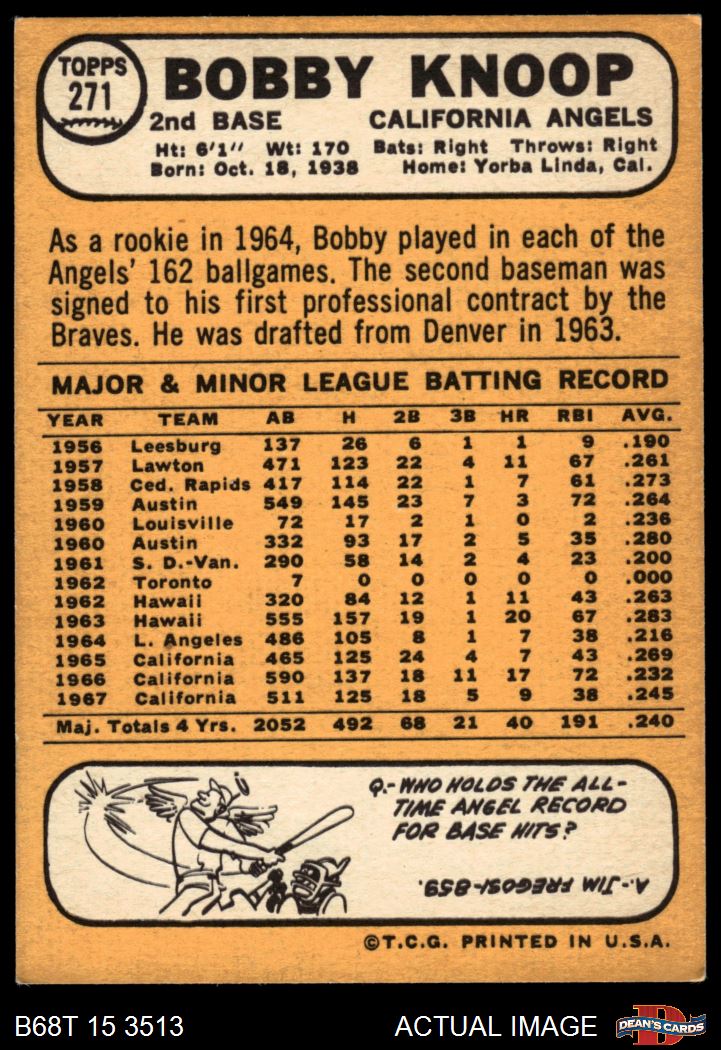 TOPPS
271
BOBBY KNOOP
2nd BASE CALIFORNIA ANGELS
Ht: 6'1" Wt: 170 Bats: Right Throws: Right
Born: Oct. 18, 1938 Home: Yorba Linda, Cal.
As a rookie in 1964, Bobby played in each of the
Angels' 162 ballgames. The second baseman was
signed to his first professional contract by the
Braves. He was drafted from Denver in 1963.
MAJOR & MINOR LEAGUE BATTING RECORD
YEAR TEAM AB H 2B 3B HR RBI AVG.
1956 Leesburg 137 26 6 1 1 9 .190
1957 Lawton 471 123 22 4 11 67 .261
1958 Ced. Rapids 417 114 22 1 7 61 .273
1959 Austin 549 145 23 7 3 72 .264
1960 Louisville 72 17 2 1 0 2 .236
1960 Austin 332 93 17 2 5 35 .280
1961 S. D.-Van. 290 58 14 2 4 23 .200
1962 Toronto 7 0 0 0 0 0 .000
1962 Hawaii 320 84 12 1 11 43 .263
1963 Hawaii 555 157 19 1 20 67 .283
1964 L. Angeles 486 105 8 1 7 38 .216
1965 California 465 125 24 4 7 43 .269
1966 California 590 137 18 11 17 72 .232
1967 California 511 125 18 5 9 38 .245
Maj. Totals 4 Yrs. 2052 492 68 21 40 191 .240
Q.-WHO HOLDS THE ALL-
TIME ANGEL RECORD
FOR BASE HITS?
A.-JIM FREGOSI-859.
©T.C.G. PRINTED IN U.S.A.
B68T 15 3513 ACTUAL IMAGE
D
DEAN'S CARDS